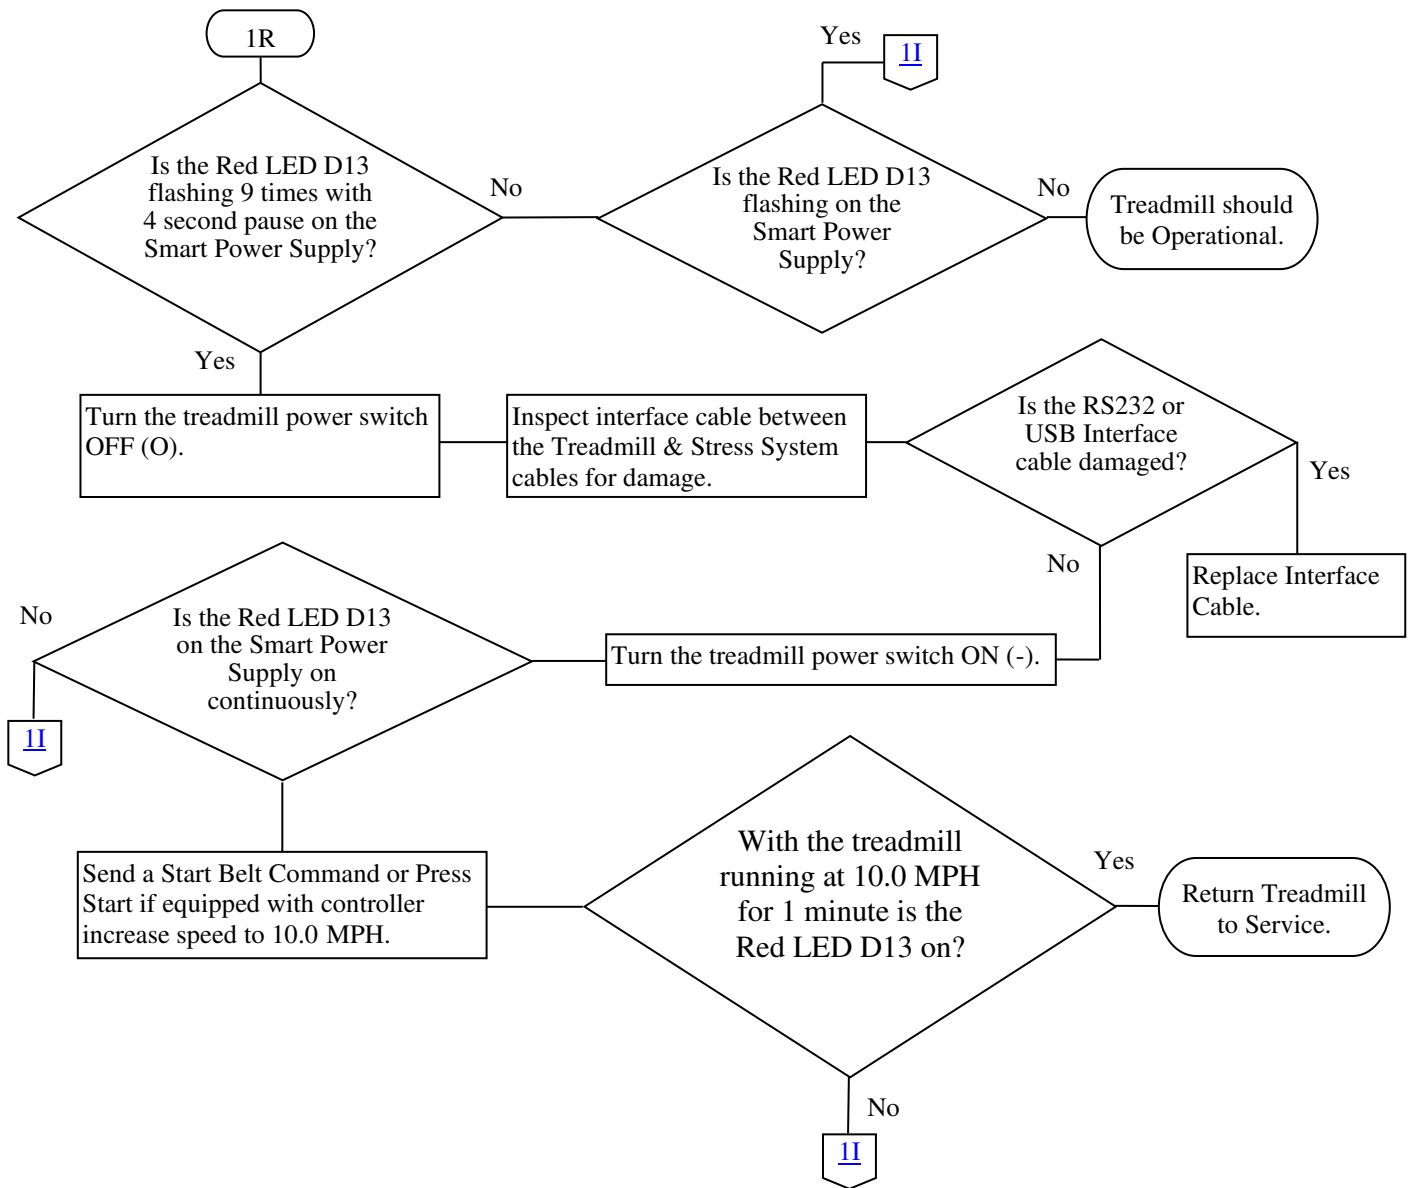 1R
Is the Red LED D13
flashing 9 times with
4 second pause on the
Smart Power Supply?
No
Yes
Yes
1I
Is the Red LED D13
flashing on the
Smart Power
Supply?
No
Treadmill should
be Operational.
Turn the treadmill power switch
OFF (O).
Inspect interface cable between
the Treadmill & Stress System
cables for damage.
Is the RS232 or
USB Interface
cable damaged?
Yes
Replace Interface
Cable.
No
Turn the treadmill power switch ON (-).
Is the Red LED D13
on the Smart Power
Supply on
continuously?
No
1I
Send a Start Belt Command or Press
Start if equipped with controller
increase speed to 10.0 MPH.
With the treadmill
running at 10.0 MPH
for 1 minute is the
Red LED D13 on?
Yes
Return Treadmill
to Service.
No
1I